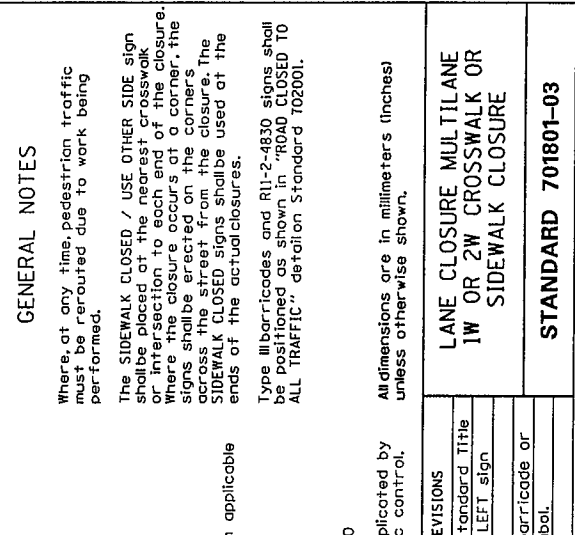 GENERAL NOTES
Where, at any time, pedestrian traffic
must be rerouted due to work being
performed.
The SIDEWALK CLOSED / USE OTHER SIDE sign
shall be placed at the nearest crosswalk
or intersection to each end of the closure.
Where the closure occurs at a corner, the
signs shall be erected on the corners
across the street from the closure. The
SIDEWALK CLOSED signs shall be used at the
ends of the actual closures.
Type III barricades and R11-2-4830 signs shall
be positioned as shown in "ROAD CLOSED TO
ALL TRAFFIC" detail on Standard 702001.
All dimensions are in millimeters (inches)
unless otherwise shown.
applicable
plicated by
c control.
EVISIONS
tandard Title
LEFT sign
arricade or
bol.
LANE CLOSURE MULTILANE
1W OR 2W CROSSWALK OR
SIDEWALK CLOSURE
STANDARD 701801-03